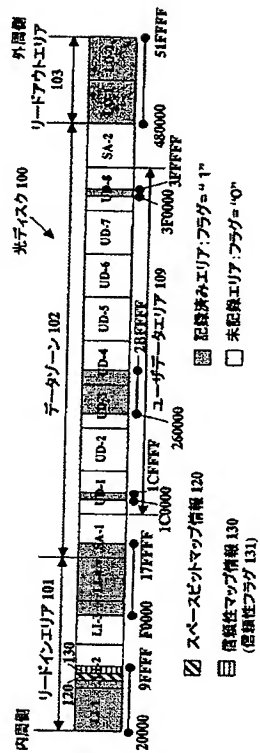 内周側
外周側
光ディスク 100
リードインエリア 101
データゾーン 102
リードアウトエリア 103
120
130
LI-3
SA-1
UD-1
UD-2
UD-3
UD-4
UD-5
UD-6
UD-7
UD-8
SA-2
20000
9FFFF
F0000
17FFFF
1C0000
1CFFFF
260000
2BFFFF
3F0000
3FFFFF
480000
51FFFF
ユーザデータエリア 109
スペースビットマップ情報 120
信頼性マップ情報 130
(信頼性フラグ 131)
記録済みエリア:フラグ="1"
未記録エリア:フラグ="0"